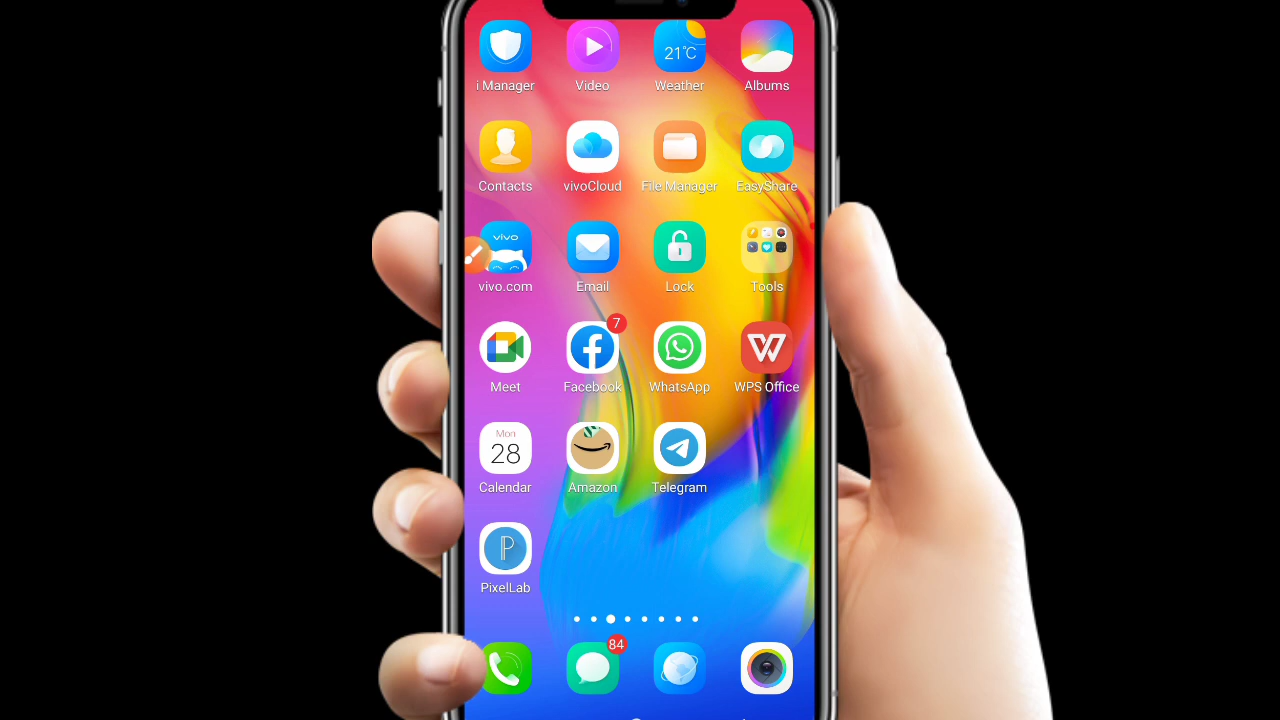 21°C
i Manager Video Weather Albums
Contacts vivoCloud File Manager EasyShare
vivo
vivo.com Email Lock Tools
7
Meet Facebook WhatsApp WPS Office
Mon
28
Calendar Amazon Telegram
P
PixelLab
84